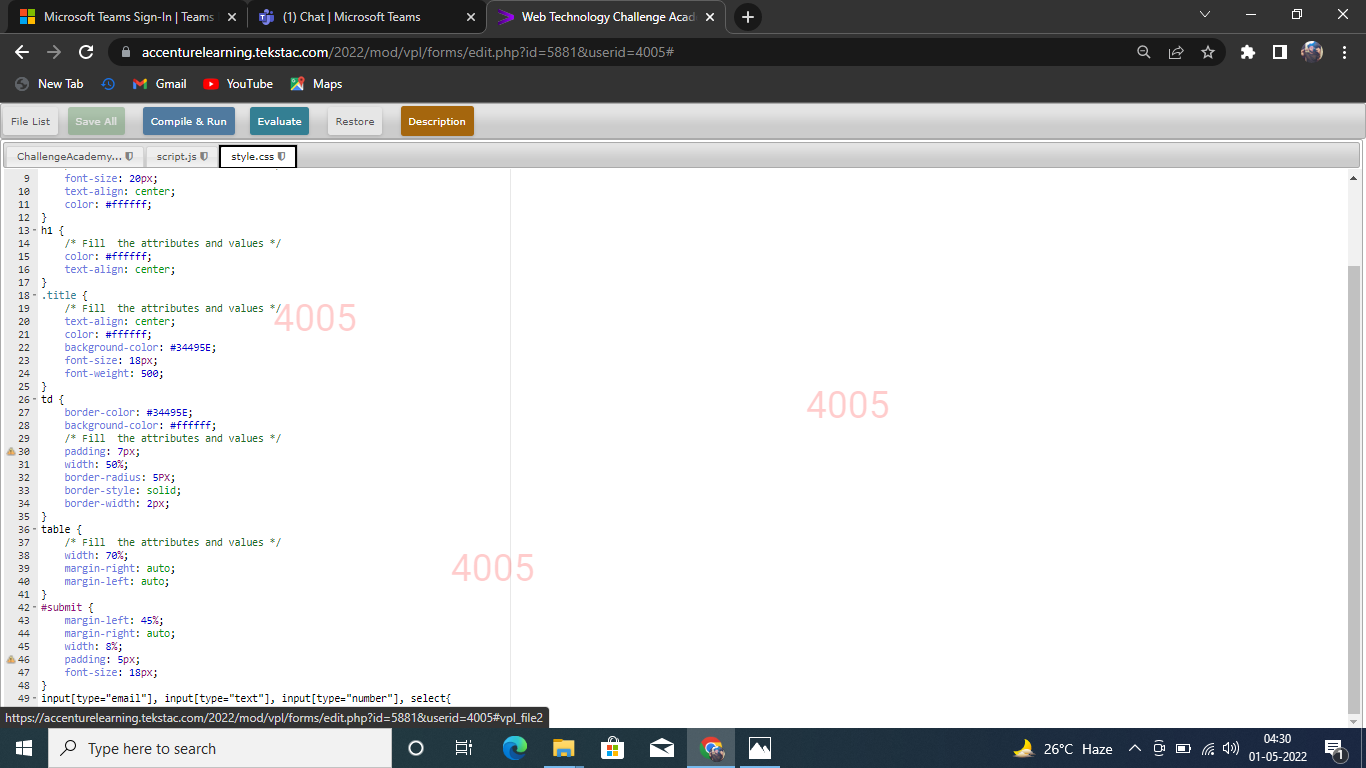 Microsoft Teams Sign-In | Teams
(1) Chat | Microsoft Teams
Web Technology Challenge Acad
accenturelearning.tekstac.com/2022/mod/vpl/forms/edit.php?id=5881&userid=4005#
New Tab
Gmail
YouTube
Maps
File List
Save All
Compile & Run
Evaluate
Restore
Description
ChallengeAcademy...
script.js
style.css
9 font-size: 20px;
10 text-align: center;
11 color: #ffffff;
12 }
13 h1 {
14 /* Fill  the attributes and values */
15 color: #ffffff;
16 text-align: center;
17 }
18 .title {
19 /* Fill  the attributes and values */
20 text-align: center;
21 color: #ffffff;
22 background-color: #34495E;
23 font-size: 18px;
24 font-weight: 500;
25 }
26 td {
27 border-color: #34495E;
28 background-color: #ffffff;
29 /* Fill  the attributes and values */
30 padding: 7px;
31 width: 50%;
32 border-radius: 5PX;
33 border-style: solid;
34 border-width: 2px;
35 }
36 table {
37 /* Fill  the attributes and values */
38 width: 70%;
39 margin-right: auto;
40 margin-left: auto;
41 }
42 #submit {
43 margin-left: 45%;
44 margin-right: auto;
45 width: 8%;
46 padding: 5px;
47 font-size: 18px;
48 }
49 input[type="email"], input[type="text"], input[type="number"], select{
4005
4005
4005
https://accenturelearning.tekstac.com/2022/mod/vpl/forms/edit.php?id=5881&userid=4005#vpl_file2
Type here to search
26°C Haze
04:30
01-05-2022
1